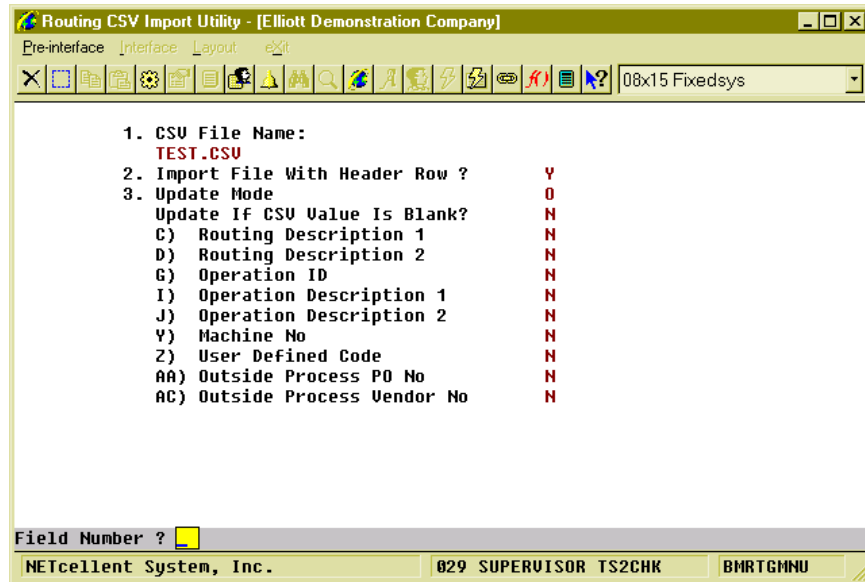 Routing CSV Import Utility - [Elliott Demonstration Company]
Pre-interface Interface Layout eXit
08x15 Fixedsys
1. CSV File Name:
TEST.CSV
2. Import File With Header Row ? Y
3. Update Mode O
Update If CSV Value Is Blank? N
C) Routing Description 1 N
D) Routing Description 2 N
G) Operation ID N
I) Operation Description 1 N
J) Operation Description 2 N
Y) Machine No N
Z) User Defined Code N
AA) Outside Process PO No N
AC) Outside Process Vendor No N
Field Number ?
NETcellent System, Inc. 029 SUPERVISOR TS2CHK BMRTGMNU